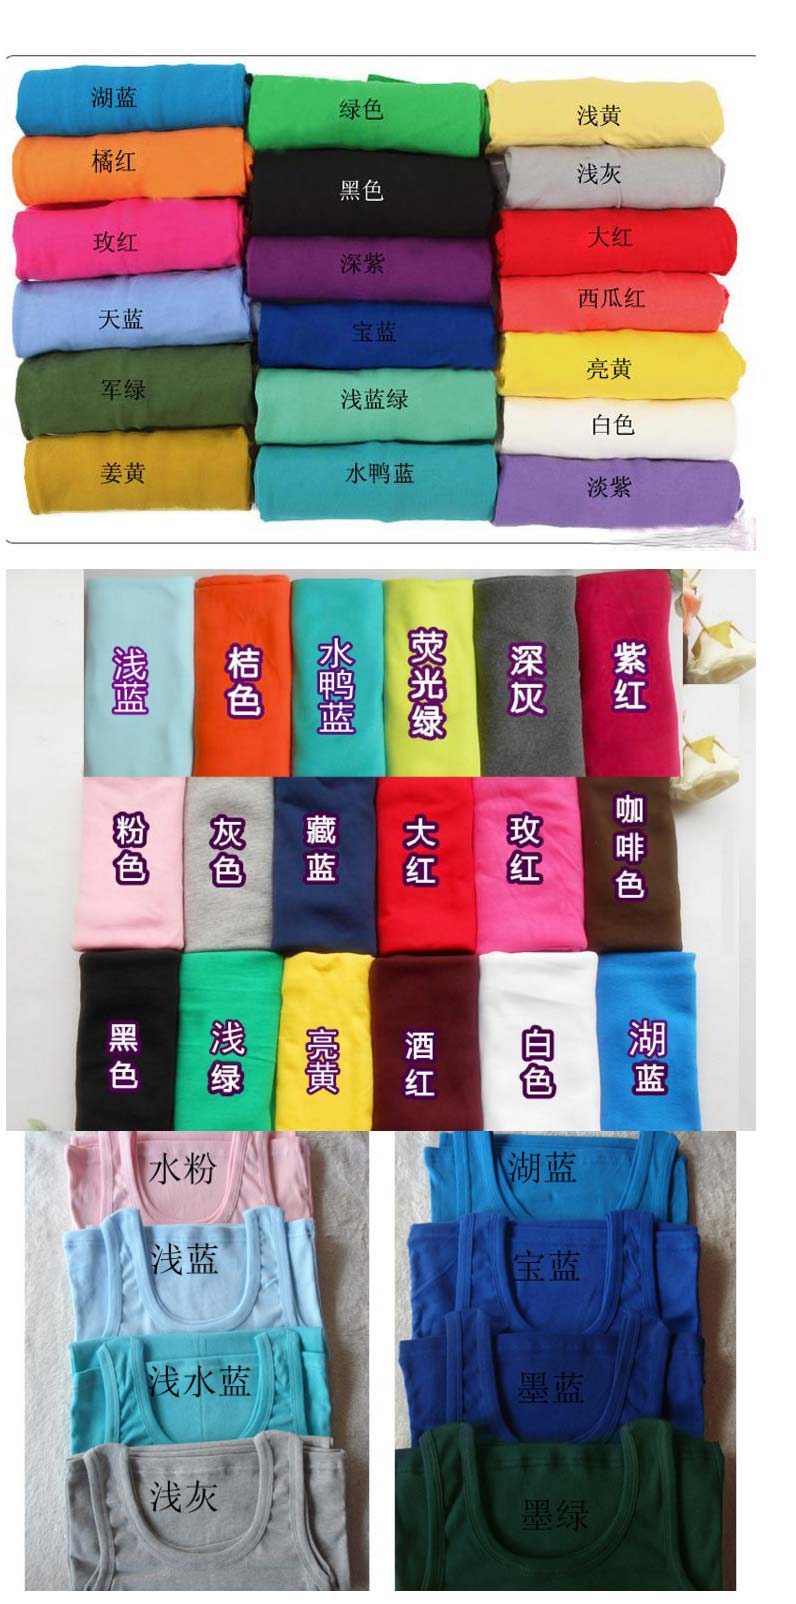 湖蓝
绿色
浅黄
橘红
黑色
浅灰
玫红
深紫
大红
天蓝
宝蓝
西瓜红
军绿
浅蓝绿
亮黄
姜黄
水鸭蓝
白色
淡紫
浅蓝
桔色
水鸭蓝
荧光绿
深灰
紫红
粉色
灰色
藏蓝
大红
玫红
咖啡色
黑色
浅绿
亮黄
酒红
白色
湖蓝
水粉
浅蓝
浅水蓝
浅灰
湖蓝
宝蓝
墨蓝
墨绿